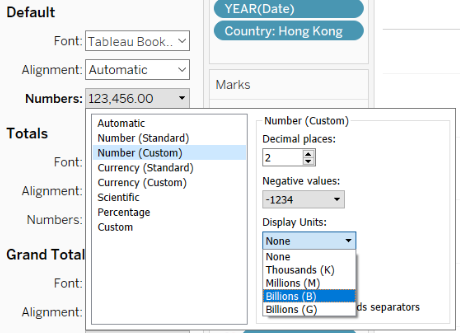 Default
YEAR(Date)
Country: Hong Kong
Font: Tableau Book..
Alignment: Automatic
Numbers: 123,456.00
Marks
Automatic
Number (Standard)
Number (Custom)
Currency (Standard)
Currency (Custom)
Scientific
Percentage
Custom
Number (Custom)
Decimal places:
2
Negative values:
-1234
Display Units:
None
None
Thousands (K)
Millions (M)
Billions (B)
Billions (G)
ds separators
Totals
Font:
Alignment:
Numbers:
Grand Total
Font:
Alignment: